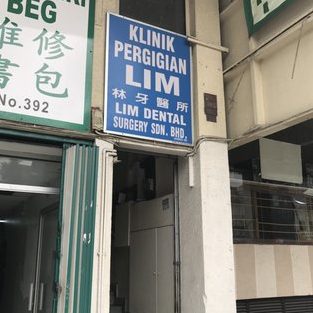 BEG
維修
書包
No.392
KLINIK
PERGIGIAN
LIM
林牙醫所
LIM DENTAL
SURGERY SDN. BHD.